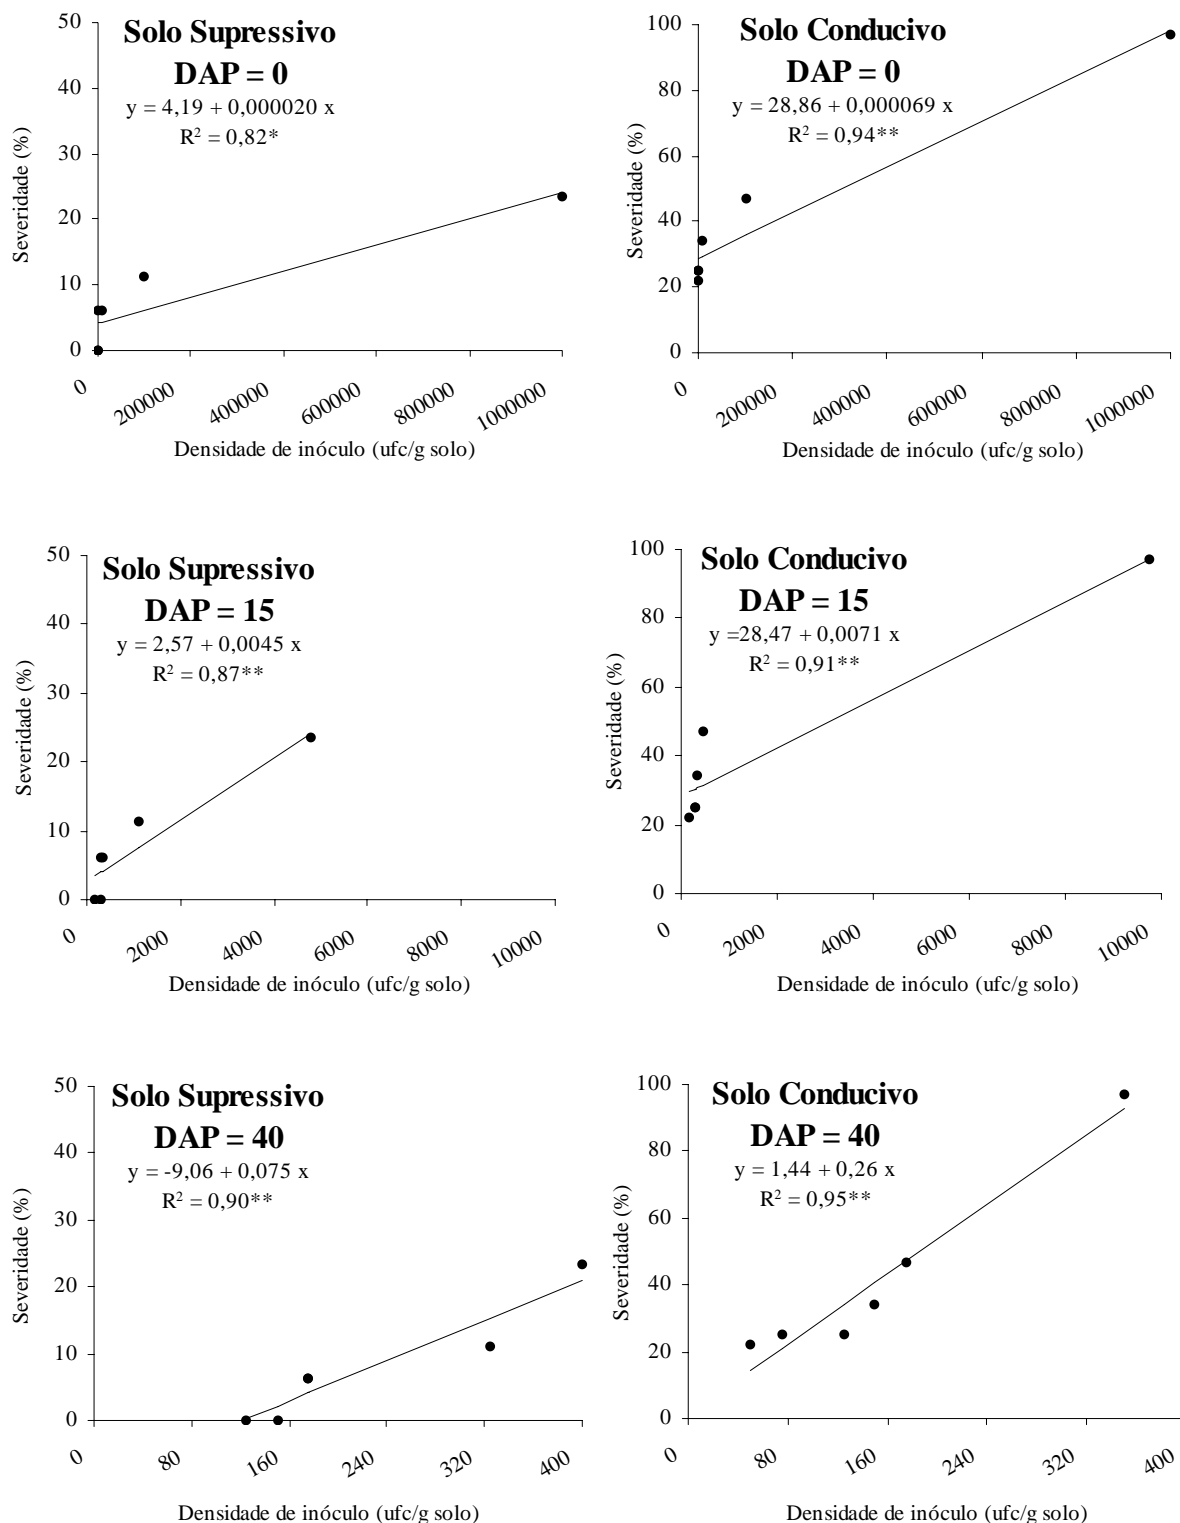 Solo Supressivo
DAP = 0
y = 4,19 + 0,000020 x
R² = 0,82*
50
40
30
20
10
0
Severidade (%)
0
200000
400000
600000
800000
1000000
Densidade de inóculo (ufc/g solo)
Solo Conducivo
DAP = 0
y = 28,86 + 0,000069 x
R² = 0,94**
100
80
60
40
20
0
Severidade (%)
0
200000
400000
600000
800000
1000000
Densidade de inóculo (ufc/g solo)
Solo Supressivo
DAP = 15
y = 2,57 + 0,0045 x
R² = 0,87**
50
40
30
20
10
0
Severidade (%)
0
2000
4000
6000
8000
10000
Densidade de inóculo (ufc/g solo)
Solo Conducivo
DAP = 15
y =28,47 + 0,0071 x
R² = 0,91**
100
80
60
40
20
0
Severidade (%)
0
2000
4000
6000
8000
10000
Densidade de inóculo (ufc/g solo)
Solo Supressivo
DAP = 40
y = -9,06 + 0,075 x
R² = 0,90**
50
40
30
20
10
0
Severidade (%)
0
80
160
240
320
400
Densidade de inóculo (ufc/g solo)
Solo Conducivo
DAP = 40
y = 1,44 + 0,26 x
R² = 0,95**
100
80
60
40
20
0
Severidade (%)
0
80
160
240
320
400
Densidade de inóculo (ufc/g solo)